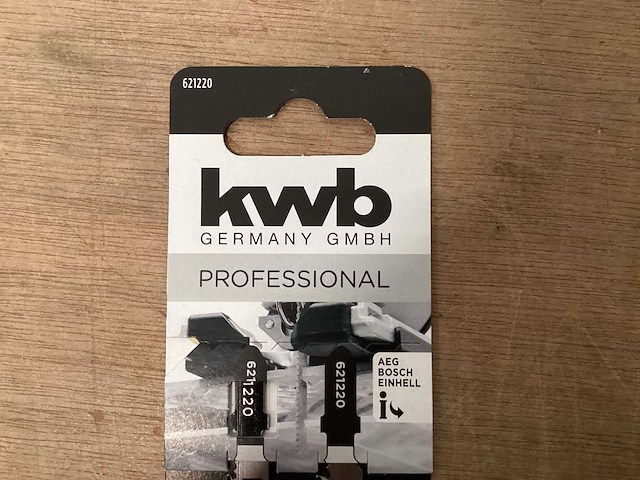 621220
kwb
GERMANY GMBH
PROFESSIONAL
AEG
BOSCH
EINHELL
i
621220
621220